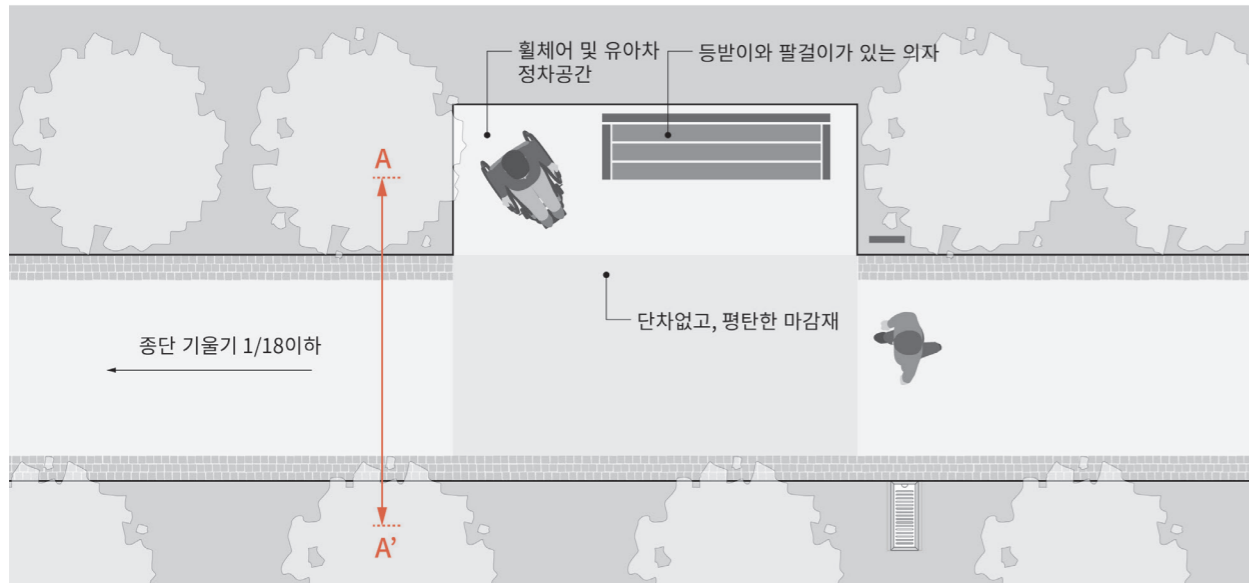 휠체어 및 유아차
정차공간
등받이와 팔걸이가 있는 의자
A
단차없고, 평탄한 마감재
종단 기울기 1/18이하
A’